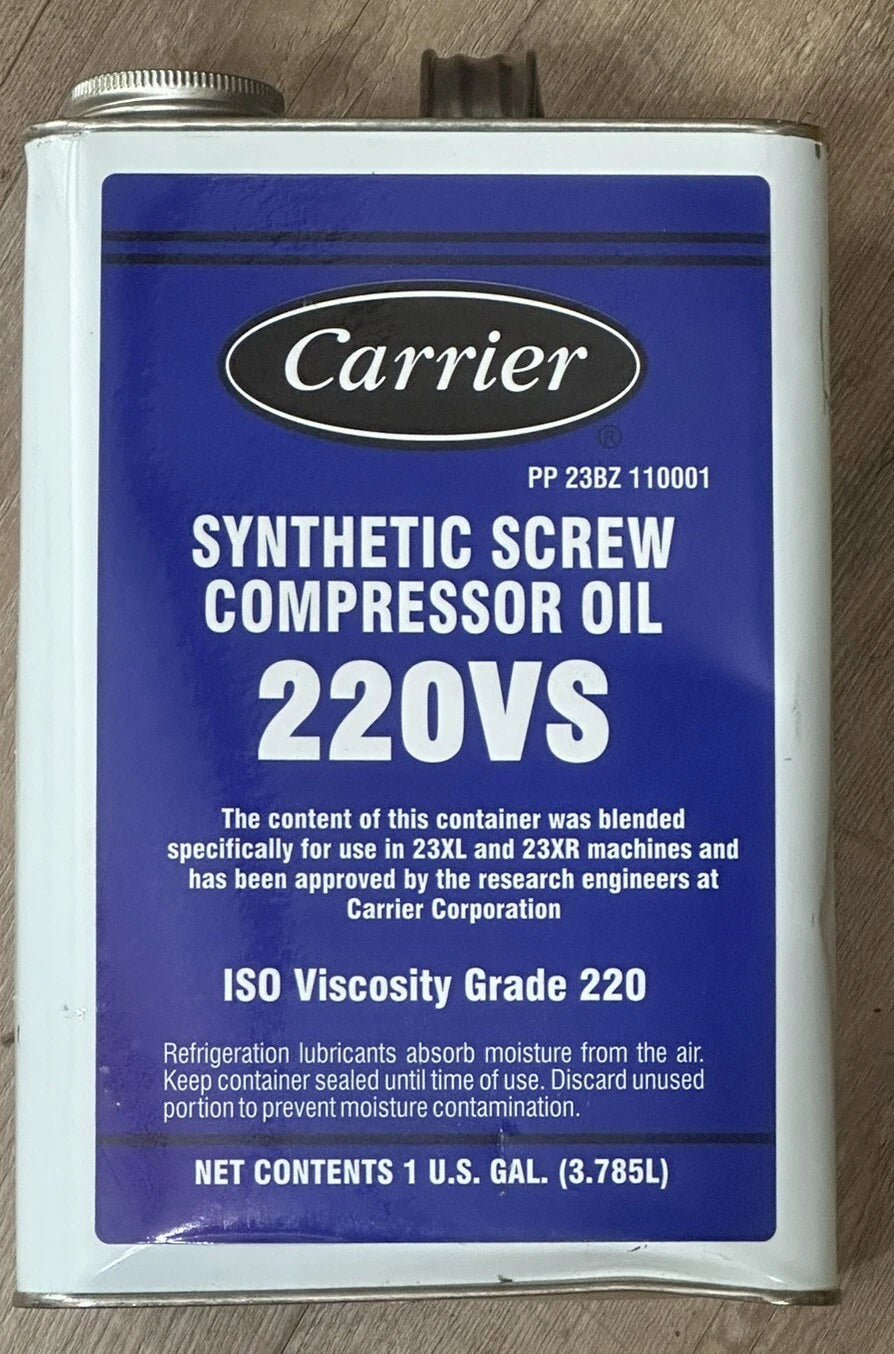 Carrier
®
PP 23BZ 110001
SYNTHETIC SCREW
COMPRESSOR OIL
220VS
The content of this container was blended
specifically for use in 23XL and 23XR machines and
has been approved by the research engineers at
Carrier Corporation
ISO Viscosity Grade 220
Refrigeration lubricants absorb moisture from the air.
Keep container sealed until time of use. Discard unused
portion to prevent moisture contamination.
NET CONTENTS 1 U.S. GAL. (3.785L)